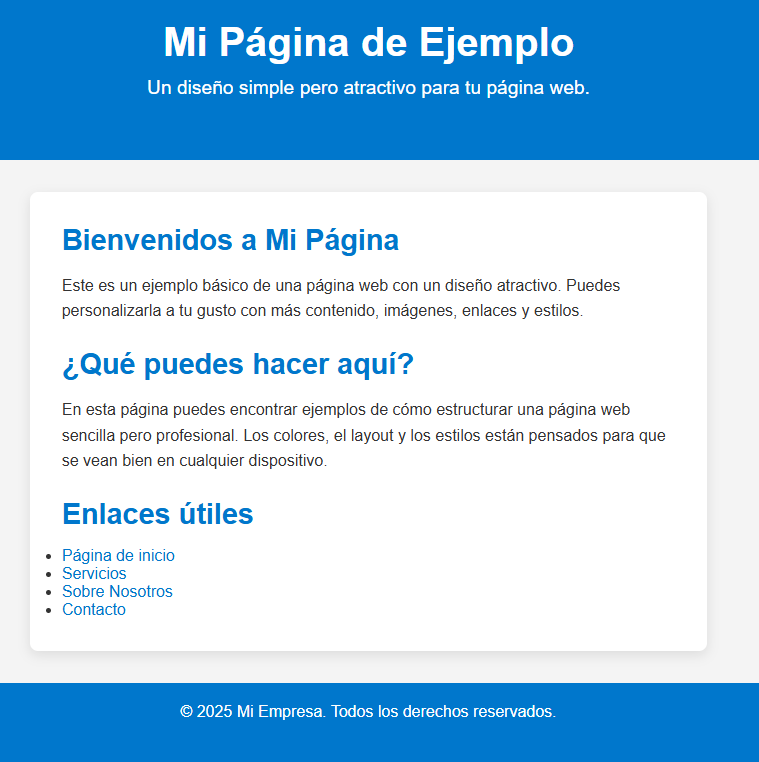 Mi Página de Ejemplo
Un diseño simple pero atractivo para tu página web.
Bienvenidos a Mi Página
Este es un ejemplo básico de una página web con un diseño atractivo. Puedes
personalizarla a tu gusto con más contenido, imágenes, enlaces y estilos.
¿Qué puedes hacer aquí?
En esta página puedes encontrar ejemplos de cómo estructurar una página web
sencilla pero profesional. Los colores, el layout y los estilos están pensados para que
se vean bien en cualquier dispositivo.
Enlaces útiles
• Página de inicio
• Servicios
• Sobre Nosotros
• Contacto
© 2025 Mi Empresa. Todos los derechos reservados.